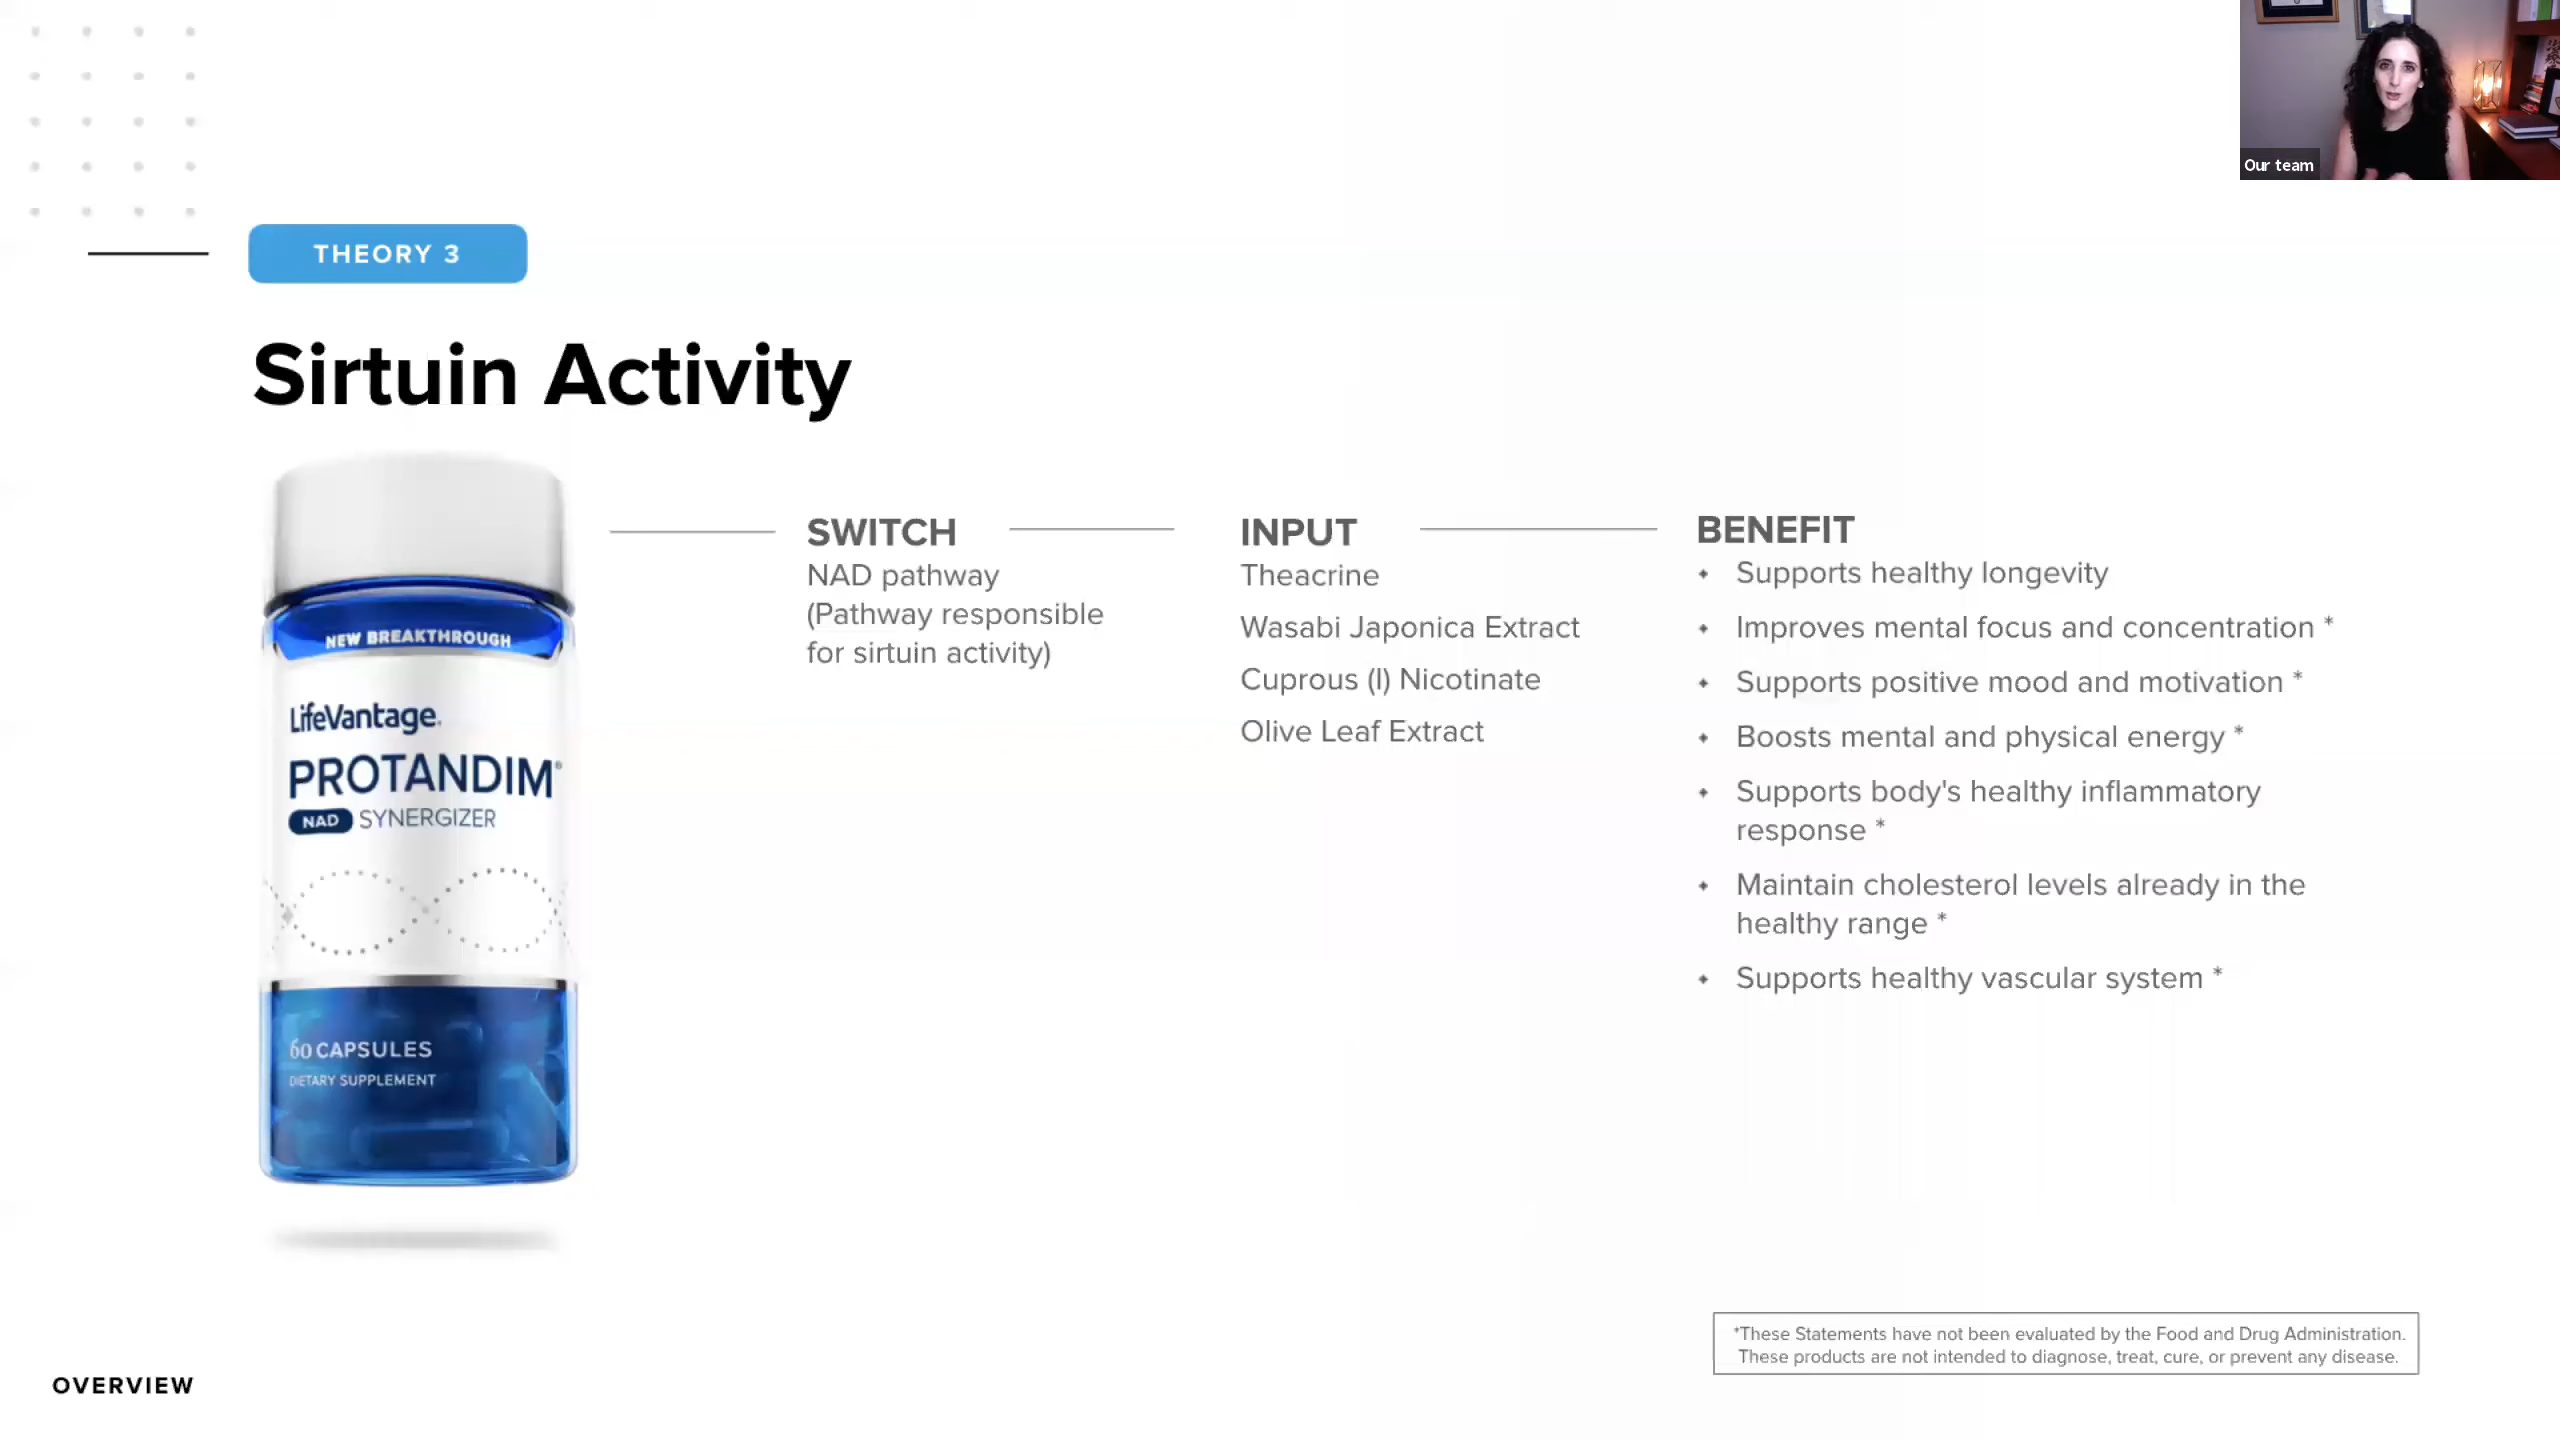 Our team
THEORY 3
Sirtuin Activity
NEW BREAKTHROUGH
LifeVantage®
PROTANDIM®
NAD SYNERGIZER
60 CAPSULES
DIETARY SUPPLEMENT
SWITCH
NAD pathway
(Pathway responsible
for sirtuin activity)
INPUT
Theacrine
Wasabi Japonica Extract
Cuprous (I) Nicotinate
Olive Leaf Extract
BENEFIT
• Supports healthy longevity
• Improves mental focus and concentration *
• Supports positive mood and motivation *
• Boosts mental and physical energy *
• Supports body's healthy inflammatory
response *
• Maintain cholesterol levels already in the
healthy range *
• Supports healthy vascular system *
*These Statements have not been evaluated by the Food and Drug Administration.
These products are not intended to diagnose, treat, cure, or prevent any disease.
OVERVIEW